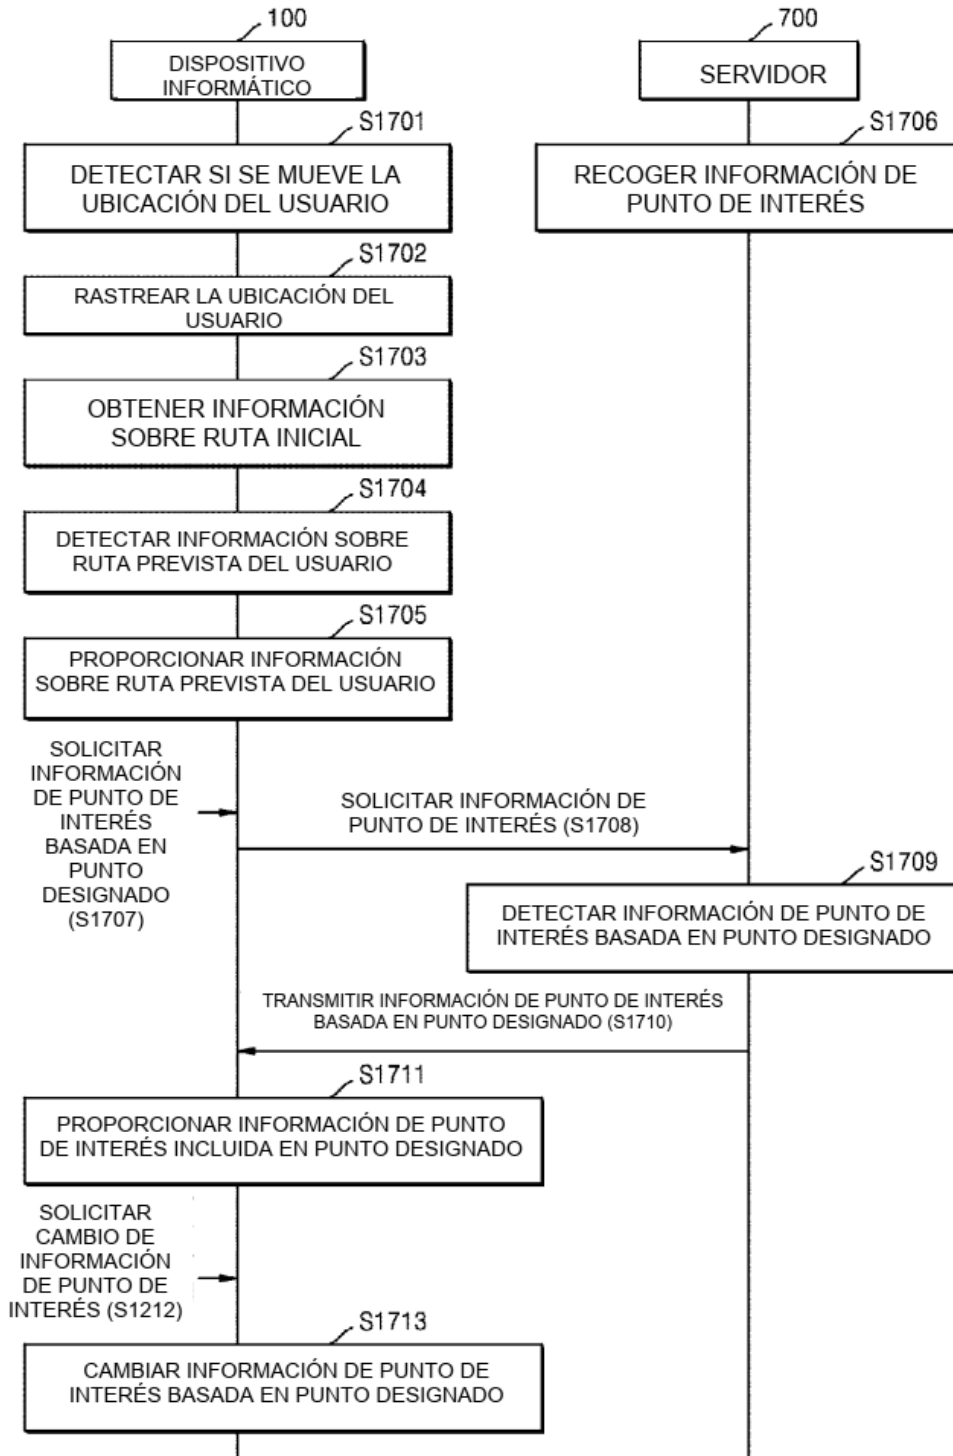 100
DISPOSITIVO
INFORMÁTICO
700
SERVIDOR
S1701
DETECTAR SI SE MUEVE LA
UBICACIÓN DEL USUARIO
S1706
RECOGER INFORMACIÓN DE
PUNTO DE INTERÉS
S1702
RASTREAR LA UBICACIÓN DEL
USUARIO
S1703
OBTENER INFORMACIÓN
SOBRE RUTA INICIAL
S1704
DETECTAR INFORMACIÓN SOBRE
RUTA PREVISTA DEL USUARIO
S1705
PROPORCIONAR INFORMACIÓN
SOBRE RUTA PREVISTA DEL USUARIO
SOLICITAR
INFORMACIÓN
DE PUNTO DE
INTERÉS
BASADA EN
PUNTO
DESIGNADO
(S1707)
SOLICITAR INFORMACIÓN DE
PUNTO DE INTERÉS (S1708)
S1709
DETECTAR INFORMACIÓN DE PUNTO DE
INTERÉS BASADA EN PUNTO DESIGNADO
TRANSMITIR INFORMACIÓN DE PUNTO DE INTERÉS
BASADA EN PUNTO DESIGNADO (S1710)
S1711
PROPORCIONAR INFORMACIÓN DE PUNTO
DE INTERÉS INCLUIDA EN PUNTO DESIGNADO
SOLICITAR
CAMBIO DE
INFORMACIÓN
DE PUNTO DE
INTERÉS (S1212)
S1713
CAMBIAR INFORMACIÓN DE PUNTO DE
INTERÉS BASADA EN PUNTO DESIGNADO